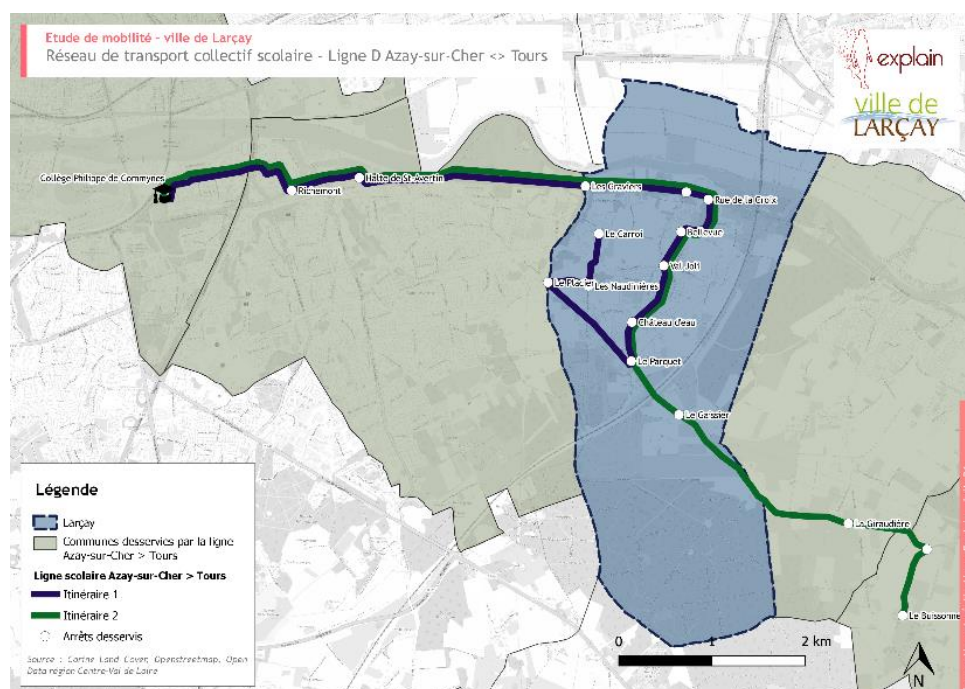 Etude de mobilité - ville de Larçay
Réseau de transport collectif scolaire - Ligne D Azay-sur-Cher <> Tours
explain
ville de
LARÇAY
Collège Philippe de Commynes
Richemont
Halte de St-Avertin
Les Graviers
Rue de la Croix
Le Carroi
Bellevue
Val Joli
Le Placier
Les Naudinières
Château d'eau
Le Parquet
Le Gaissier
La Giraudière
Le Buissonne
Légende
Larçay
Communes desservies par la ligne
Azay-sur-Cher > Tours
Ligne scolaire Azay-sur-Cher > Tours
Itinéraire 1
Itinéraire 2
Arrêts desservis
Source : Corine Land Cover, Openstreetmap, Open
Data region Centre-Val de Loire
0 1 2 km
N